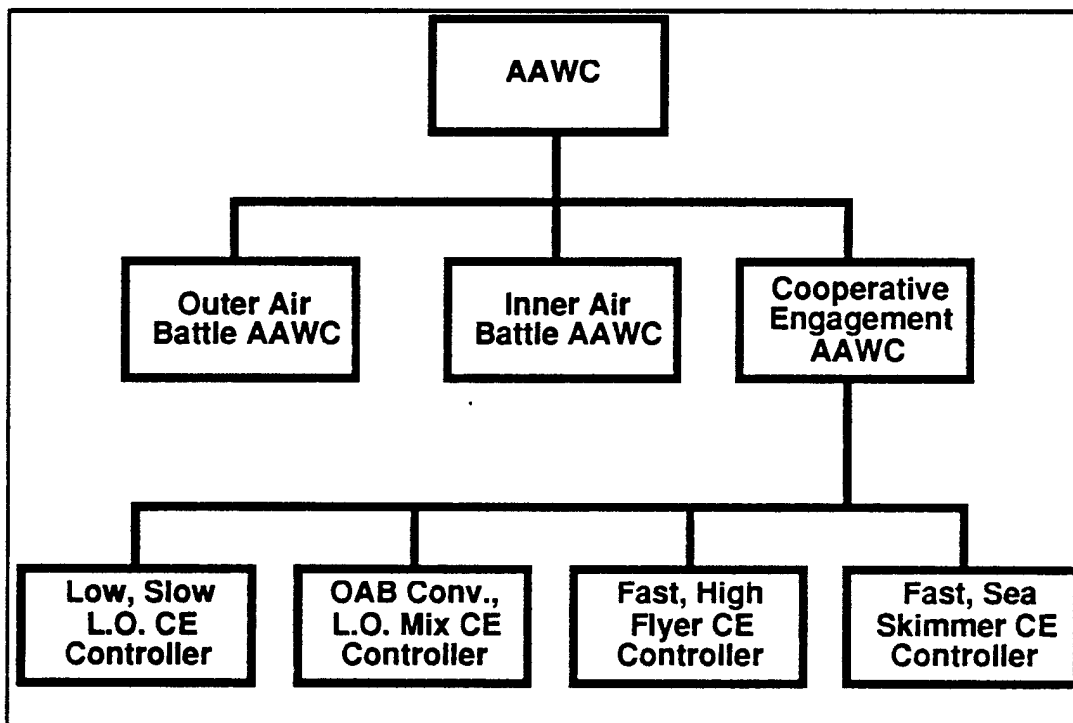 AAWC
Outer Air
Battle AAWC
Inner Air
Battle AAWC
Cooperative
Engagement
AAWC
Low, Slow
L.O. CE
Controller
OAB Conv.,
L.O. Mix CE
Controller
Fast, High
Flyer CE
Controller
Fast, Sea
Skimmer CE
Controller